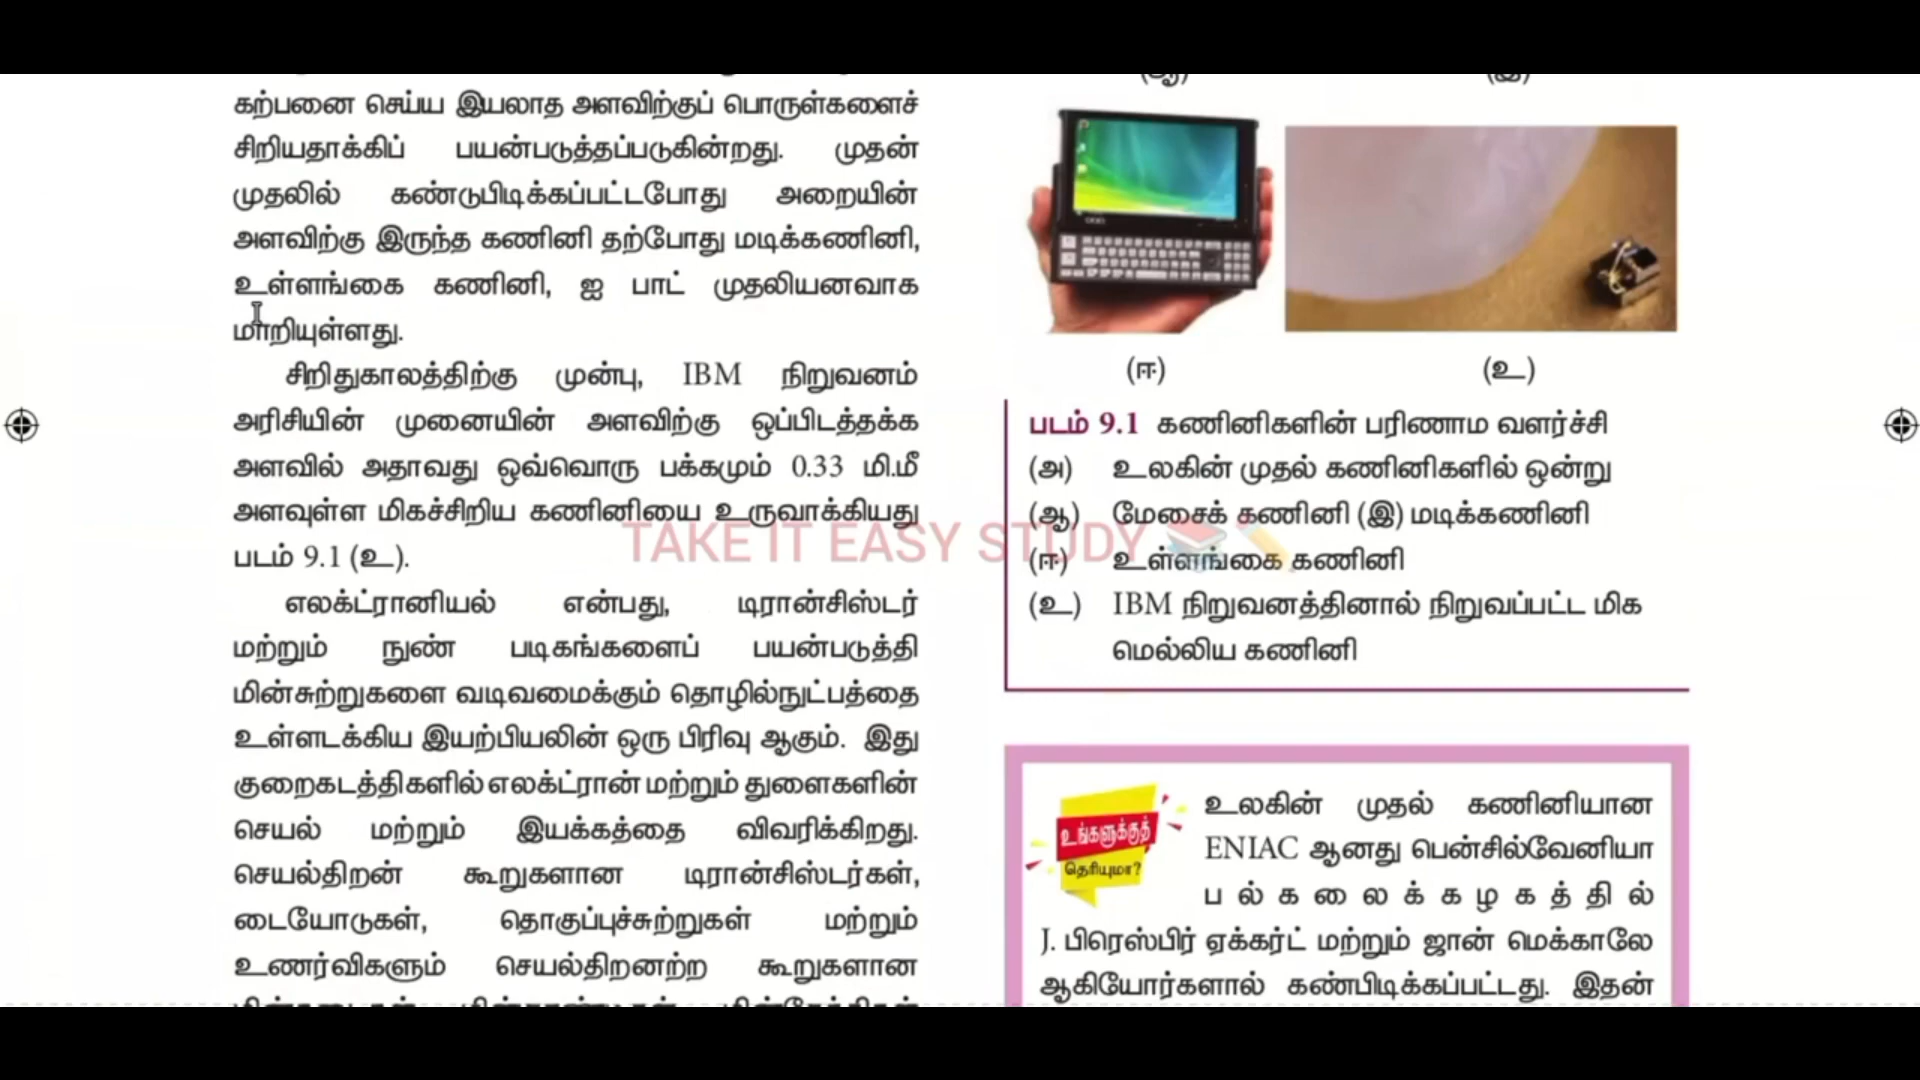 கற்பனை செய்ய இயலாத அளவிற்குப் பொருள்களைச்
சிறியதாக்கிப் பயன்படுத்தப்படுகின்றது. முதன்
முதலில் கண்டுபிடிக்கப்பட்டபோது அறையின்
அளவிற்கு இருந்த கணினி தற்போது மடிக்கணினி,
உள்ளங்கை கணினி, ஐ பாட் முதலியனவாக
மாறியுள்ளது.
சிறிதுகாலத்திற்கு முன்பு, IBM நிறுவனம்
அரிசியின் முனையின் அளவிற்கு ஒப்பிடத்தக்க
அளவில் அதாவது ஒவ்வொரு பக்கமும் 0.33 மி.மீ
அளவுள்ள மிகச்சிறிய கணினியை உருவாக்கியது
படம் 9.1 (உ).
எலக்ட்ரானியல் என்பது, டிரான்சிஸ்டர்
மற்றும் நுண் படிகங்களைப் பயன்படுத்தி
மின்சுற்றுகளை வடிவமைக்கும் தொழில்நுட்பத்தை
உள்ளடக்கிய இயற்பியலின் ஒரு பிரிவு ஆகும். இது
குறைகடத்திகளில் எலக்ட்ரான் மற்றும் துளைகளின்
செயல் மற்றும் இயக்கத்தை விவரிக்கிறது.
செயல்திறன் கூறுகளான டிரான்சிஸ்டர்கள்,
டையோடுகள், தொகுப்புச்சுற்றுகள் மற்றும்
உணர்விகளும் செயல்திறனற்ற கூறுகளான
(ஆ) (இ)
(ஈ) (உ)
படம் 9.1 கணினிகளின் பரிணாம வளர்ச்சி
(அ) உலகின் முதல் கணினிகளில் ஒன்று
(ஆ) மேசைக் கணினி (இ) மடிக்கணினி
(ஈ) உள்ளங்கை கணினி
(உ) IBM நிறுவனத்தினால் நிறுவப்பட்ட மிக
மெல்லிய கணினி
TAKE IT EASY STUDY
உங்களுக்குத்
தெரியுமா?
உலகின் முதல் கணினியான
ENIAC ஆனது பென்சில்வேனியா
பல்கலைக்கழகத்தில்
J. பிரெஸ்பிர் ஏக்கர்ட் மற்றும் ஜான் மெக்காலே
ஆகியோர்களால் கண்பிடிக்கப்பட்டது. இதன்